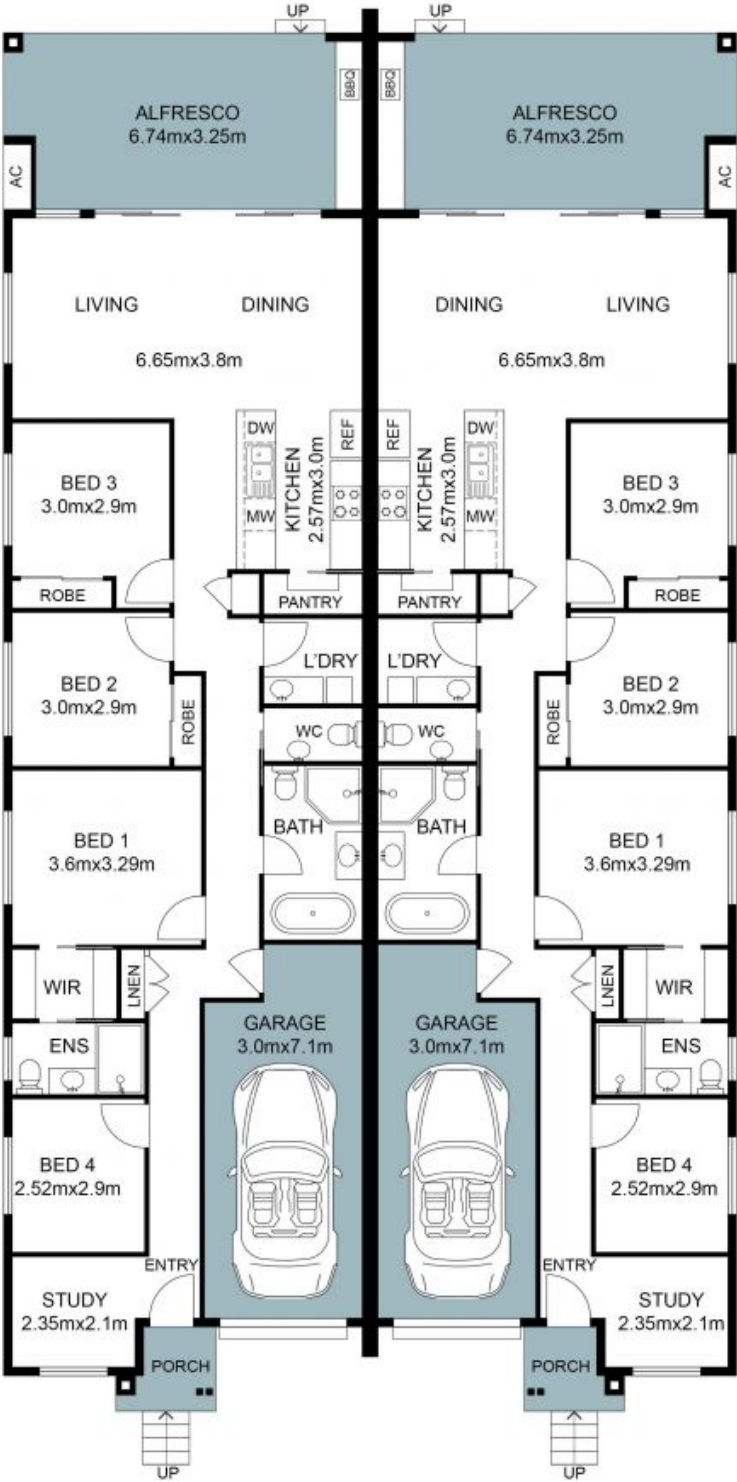 UP
UP
BBQ
BBQ
ALFRESCO
6.74mx3.25m
ALFRESCO
6.74mx3.25m
AC
AC
LIVING
DINING
DINING
LIVING
6.65mx3.8m
6.65mx3.8m
DW
REF
REF
DW
BED 3
3.0mx2.9m
KITCHEN
2.57mx3.0m
KITCHEN
2.57mx3.0m
BED 3
3.0mx2.9m
MW
MW
ROBE
PANTRY
PANTRY
ROBE
L'DRY
L'DRY
BED 2
3.0mx2.9m
BED 2
3.0mx2.9m
ROBE
ROBE
WC
WC
BATH
BATH
BED 1
3.6mx3.29m
BED 1
3.6mx3.29m
WIR
LNEN
LNEN
WIR
GARAGE
3.0mx7.1m
GARAGE
3.0mx7.1m
ENS
ENS
BED 4
2.52mx2.9m
BED 4
2.52mx2.9m
ENTRY
ENTRY
STUDY
2.35mx2.1m
STUDY
2.35mx2.1m
PORCH
PORCH
UP
UP